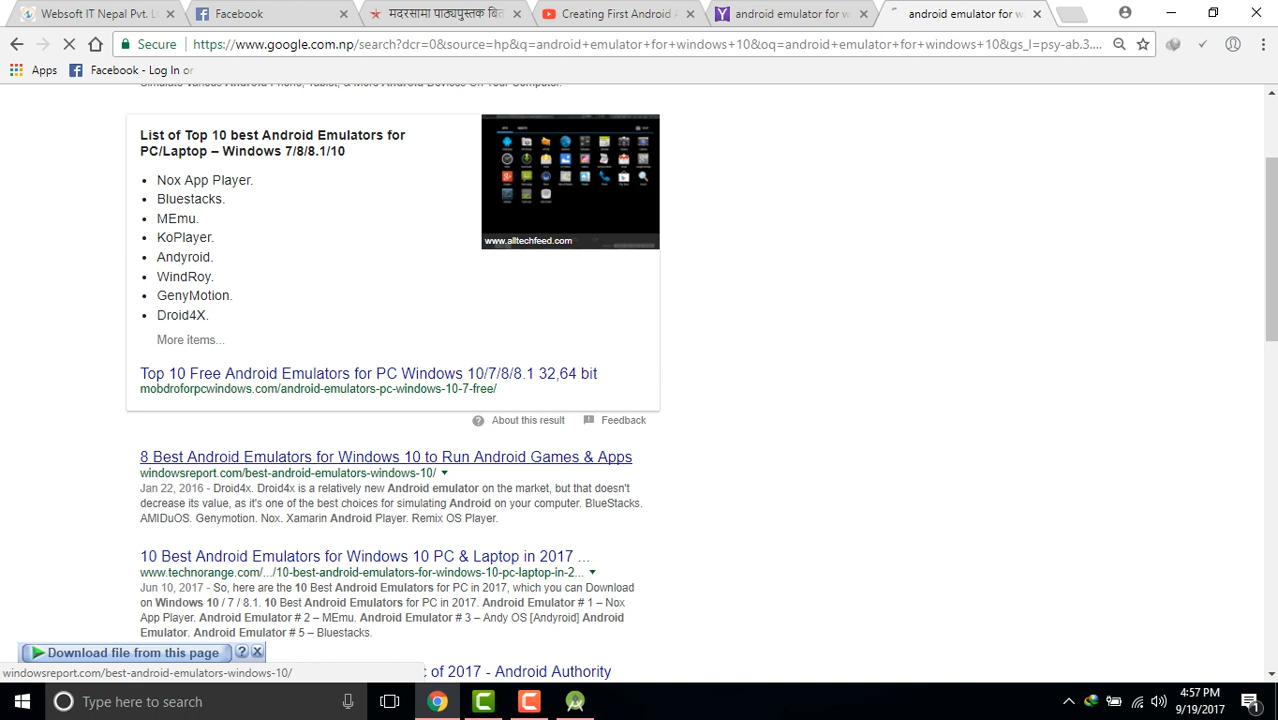 Websoft IT Nepal Pvt. L
Facebook
मदरसामा पाठ्यपुस्तक बित
Creating First Android A
android emulator for w
android emulator for w
Secure https://www.google.com.np/search?dcr=0&source=hp&q=android+emulator+for+windows+10&oq=android+emulator+for+windows+10&gs_l=psy-ab.3....
Apps Facebook - Log In or
Simulate Various Android Phone, Tablet, & More Android Devices On Your Computer.
List of Top 10 best Android Emulators for
PC/Laptop – Windows 7/8/8.1/10
Nox App Player.
Bluestacks.
MEmu.
KoPlayer.
Andyroid.
WindRoy.
GenyMotion.
Droid4X.
More items...
www.alltechfeed.com
Top 10 Free Android Emulators for PC Windows 10/7/8/8.1 32,64 bit
mobdroforpcwindows.com/android-emulators-pc-windows-10-7-free/
About this result Feedback
8 Best Android Emulators for Windows 10 to Run Android Games & Apps
windowsreport.com/best-android-emulators-windows-10/
Jan 22, 2016 - Droid4x. Droid4x is a relatively new Android emulator on the market, but that doesn't
decrease its value, as it's one of the best choices for simulating Android on your computer. BlueStacks.
AMIDuOS. Genymotion. Nox. Xamarin Android Player. Remix OS Player.
10 Best Android Emulators for Windows 10 PC & Laptop in 2017 ...
www.technorange.com/.../10-best-android-emulators-for-windows-10-pc-laptop-in-2...
Jun 10, 2017 - So, here are the 10 Best Android Emulators for PC in 2017, which you can Download
on Windows 10 / 7 / 8.1. 10 Best Android Emulators for PC in 2017. Android Emulator # 1 – Nox
App Player. Android Emulator # 2 – MEmu. Android Emulator # 3 – Andy OS [Andyroid] Android
Emulator. Android Emulator # 5 – Bluestacks.
Download file from this page ?
c of 2017 - Android Authority
windowsreport.com/best-android-emulators-windows-10/
Type here to search
4:57 PM
9/19/2017
1